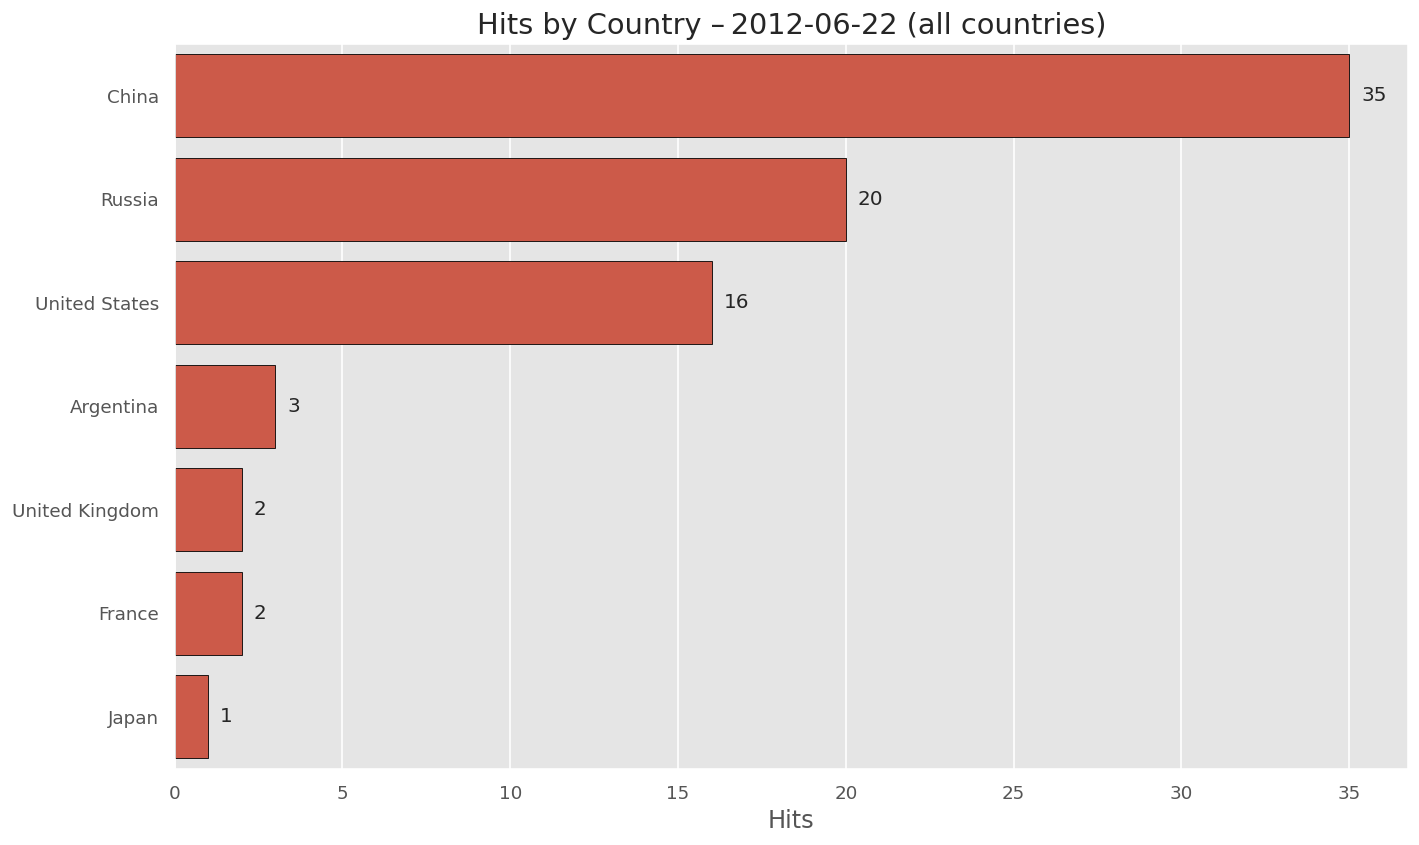 Hits by Country – 2012-06-22 (all countries)
China
35
Russia
20
United States
16
Argentina
3
United Kingdom
2
France
2
Japan
1
0 5 10 15 20 25 30 35
Hits